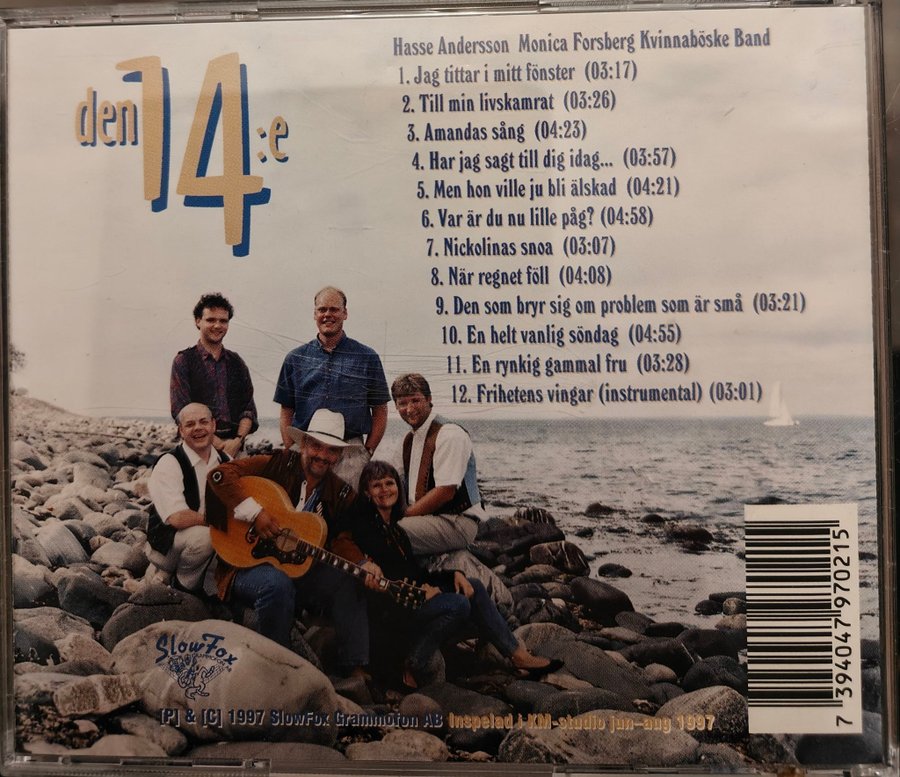 den 14:e
Hasse Andersson Monica Forsberg Kvinnaböske Band
1. Jag tittar i mitt fönster (03:17)
2. Till min livskamrat (03:26)
3. Amandas sång (04:23)
4. Har jag sagt till dig idag... (03:57)
5. Men hon ville ju bli älskad (04:21)
6. Var är du nu lille påg? (04:58)
7. Nickolinas snoa (03:07)
8. När regnet föll (04:08)
9. Den som bryr sig om problem som är små (03:21)
10. En helt vanlig söndag (04:55)
11. En rynkig gammal fru (03:28)
12. Frihetens vingar (instrumental) (03:01)
SlowFox
[P] & [C] 1997 SlowFox Grammofon AB Inspelad i KM-studio jun-aug 1997
7 394047 970215